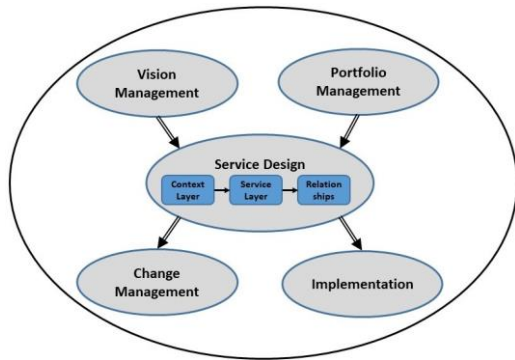 Vision
Management
Portfolio
Management
Service Design
Context
Layer
Service
Layer
Relation
ships
Change
Management
Implementation